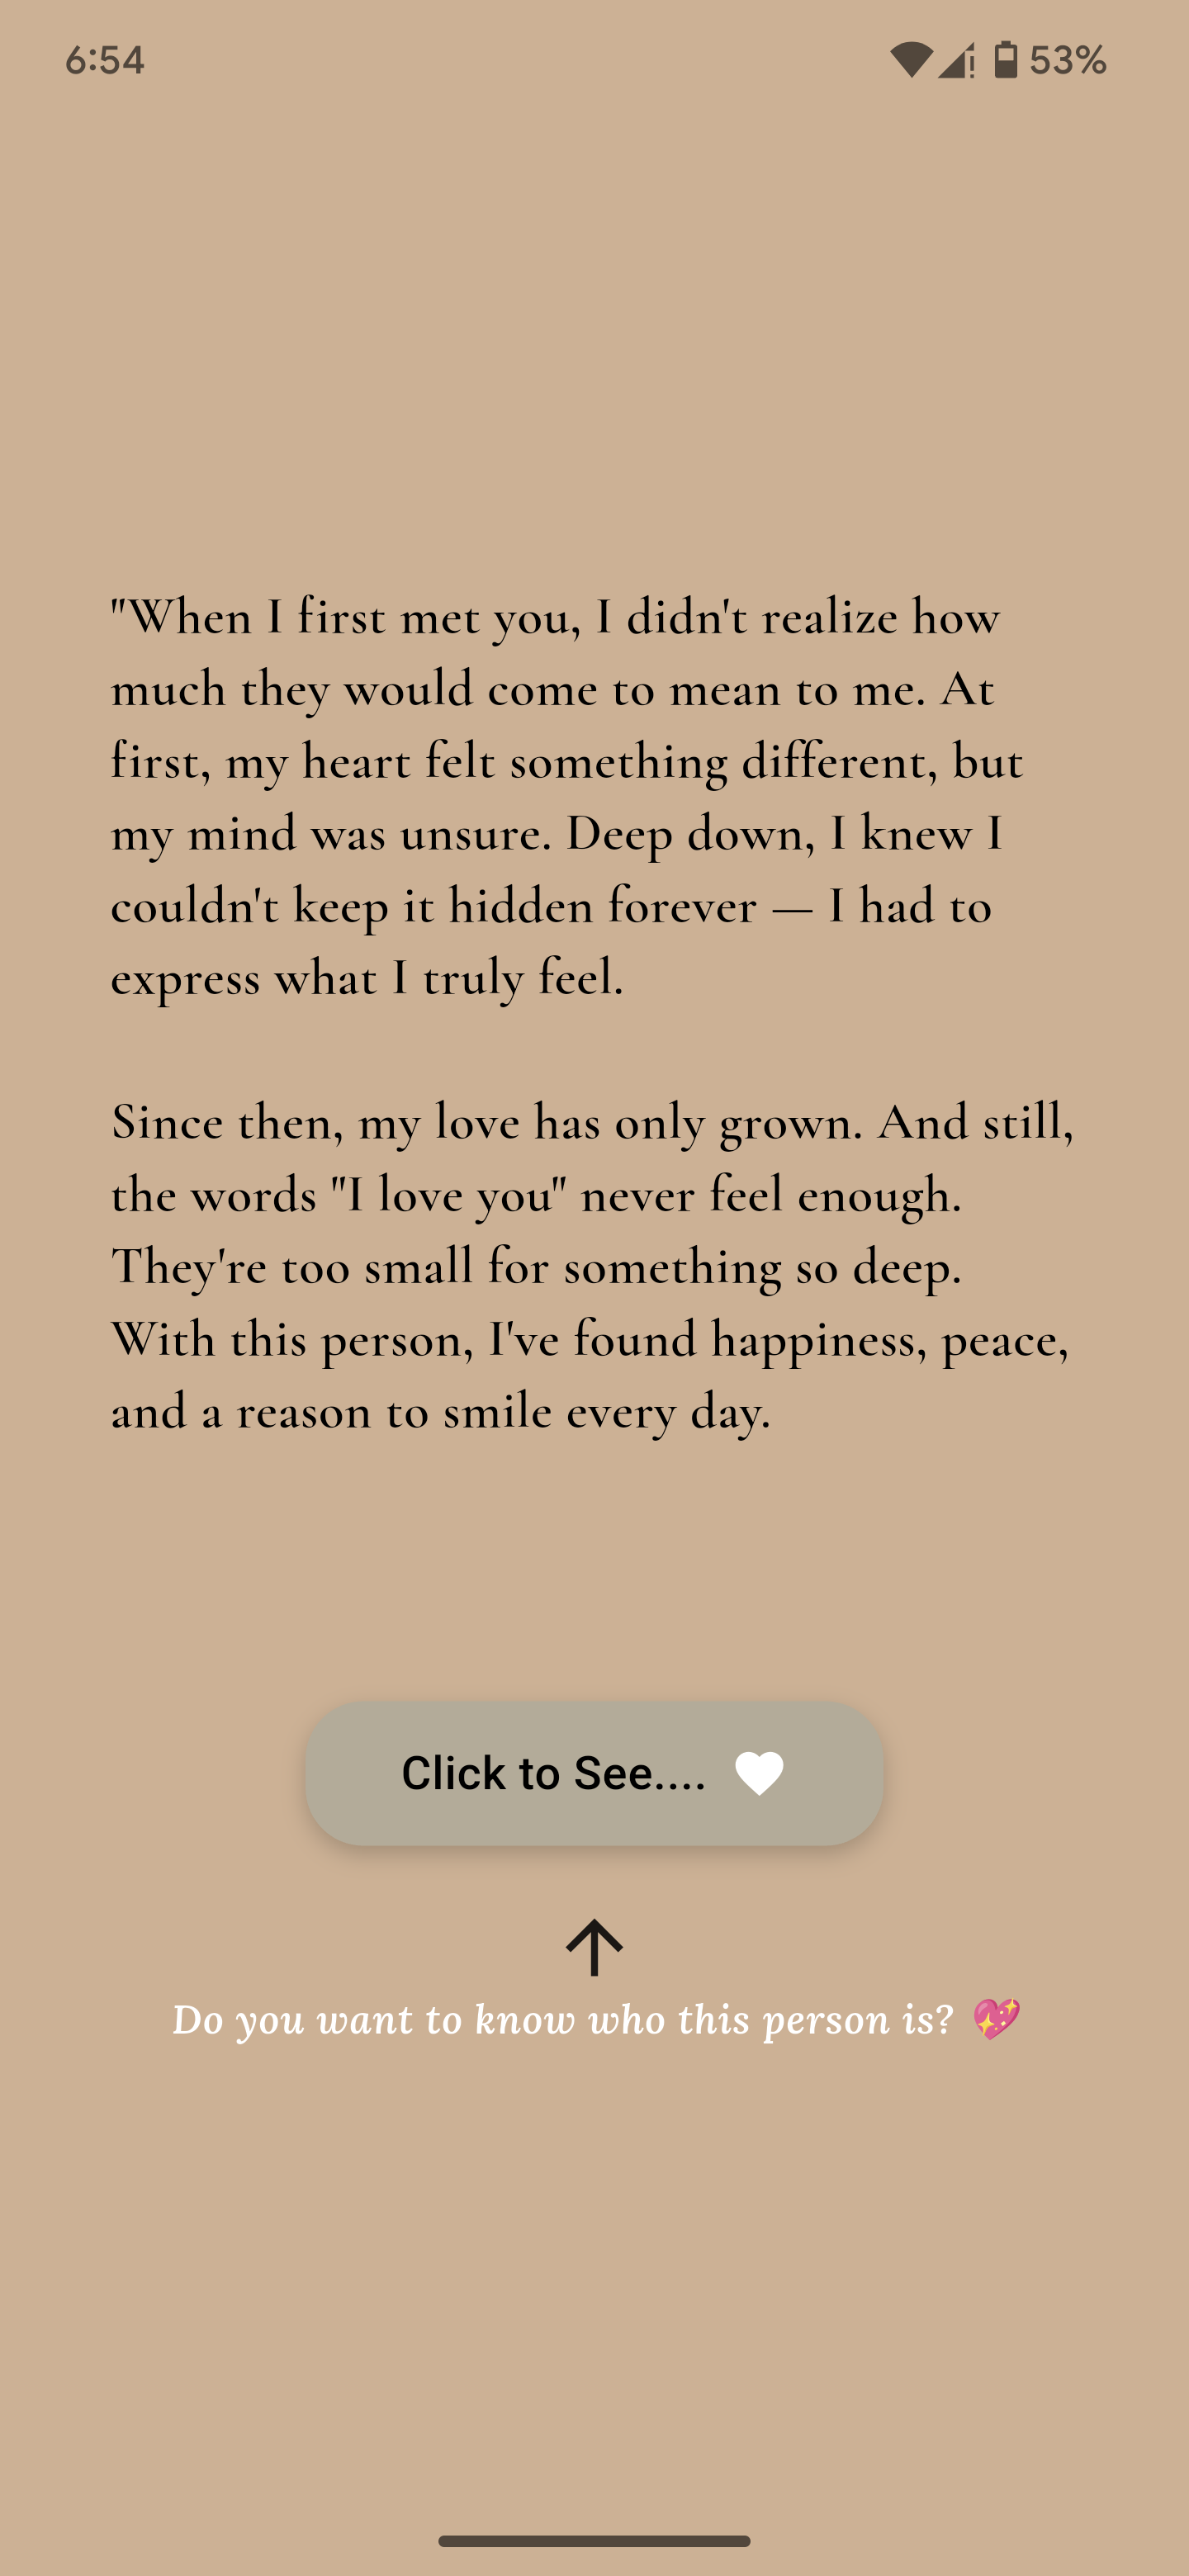 6:54
53%
"When I first met you, I didn't realize how
much they would come to mean to me. At
first, my heart felt something different, but
my mind was unsure. Deep down, I knew I
couldn't keep it hidden forever — I had to
express what I truly feel.
Since then, my love has only grown. And still,
the words "I love you" never feel enough.
They're too small for something so deep.
With this person, I've found happiness, peace,
and a reason to smile every day.
Click to See....
Do you want to know who this person is? 💖